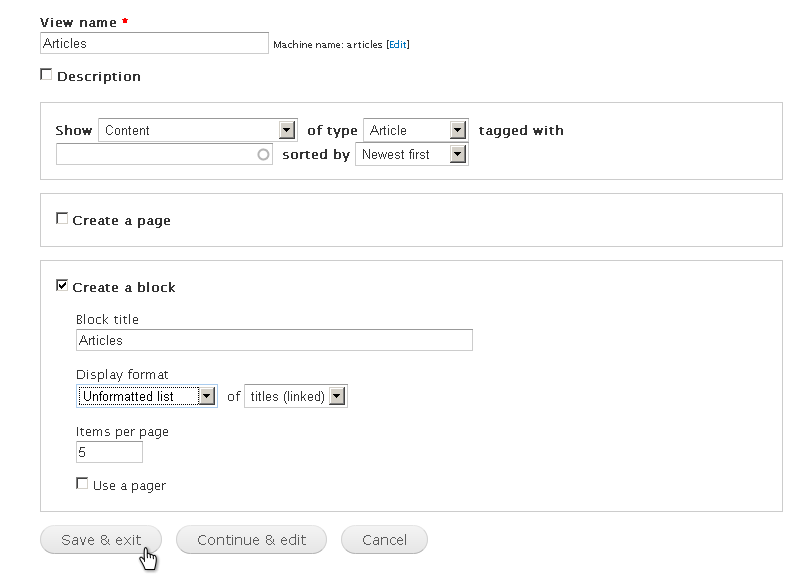 View name *
Articles Machine name: articles [Edit]
Description
Show Content of type Article tagged with
sorted by Newest first
Create a page
Create a block
Block title
Articles
Display format
Unformatted list of titles (linked)
Items per page
5
Use a pager
Save & exit Continue & edit Cancel